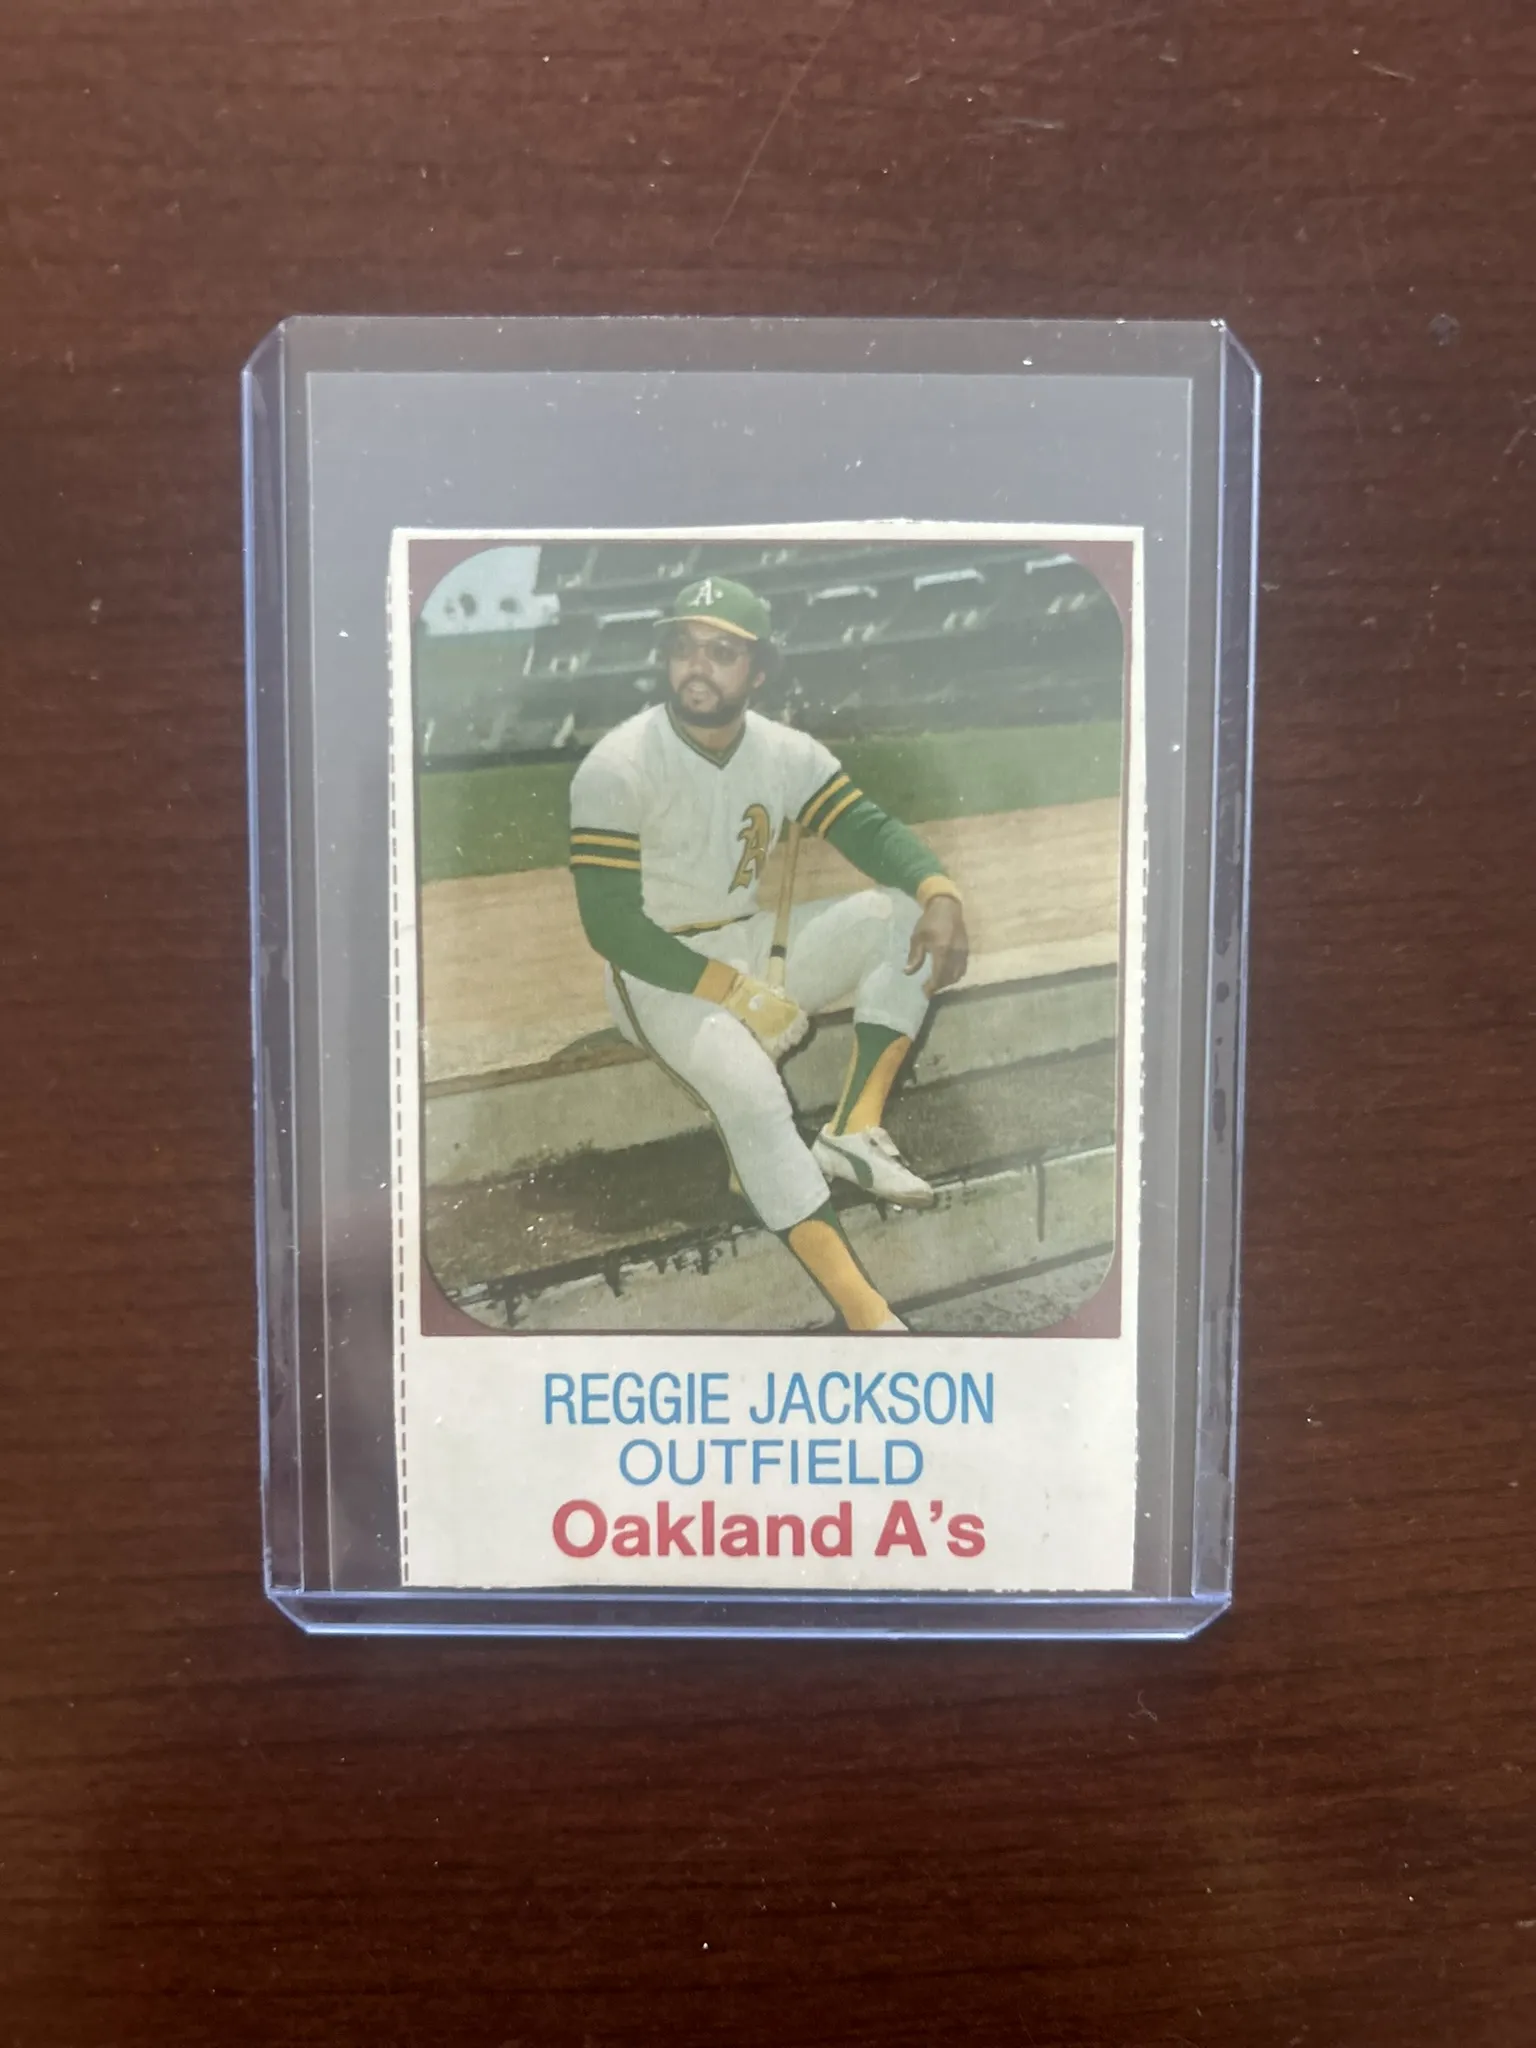 A's
A
REGGIE JACKSON
OUTFIELD
Oakland A's